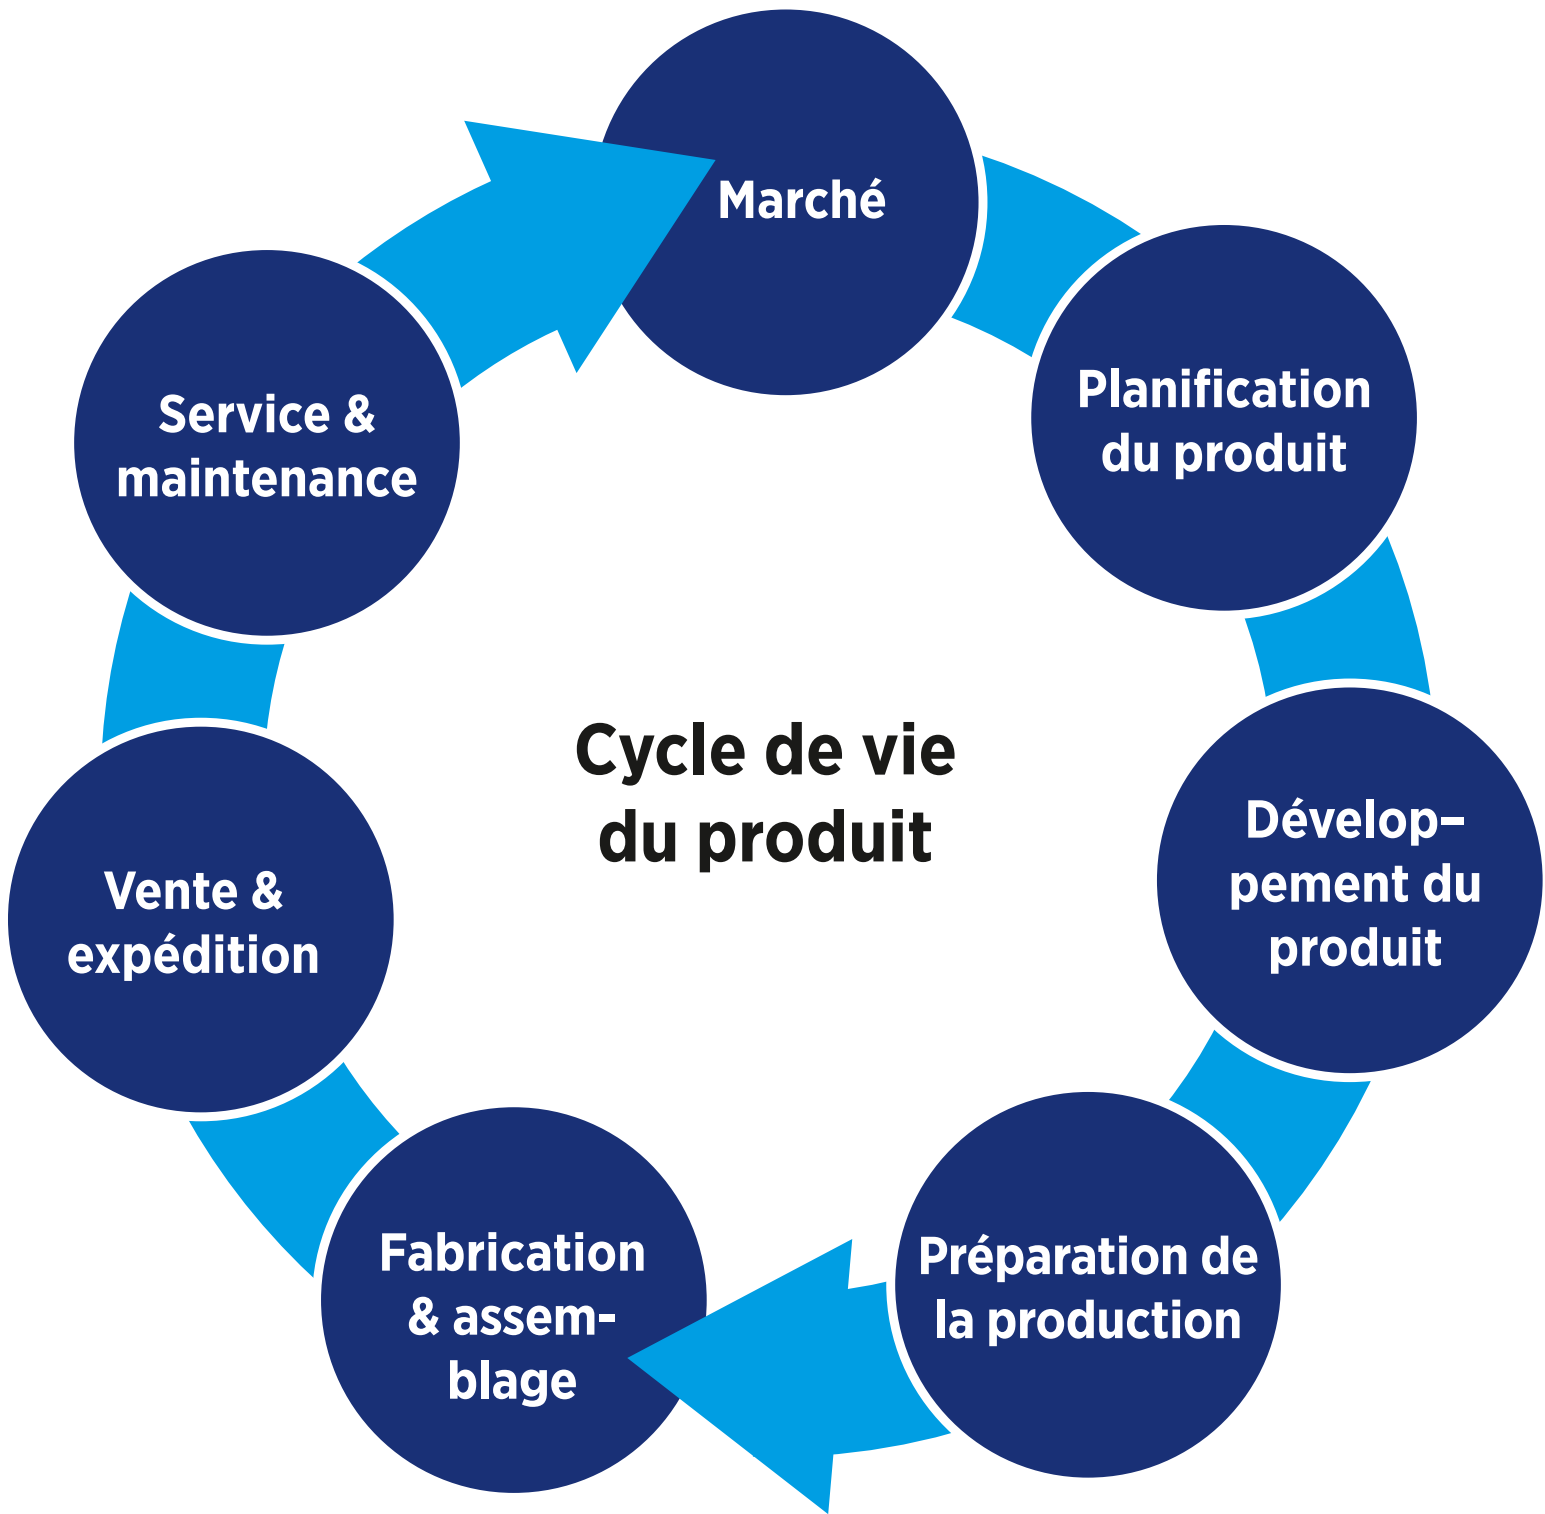 Marché
Planification
du produit
Dévelop–
pement du
produit
Préparation de
la production
Fabrication
& assem-
blage
Vente &
expédition
Service &
maintenance
Cycle de vie
du produit